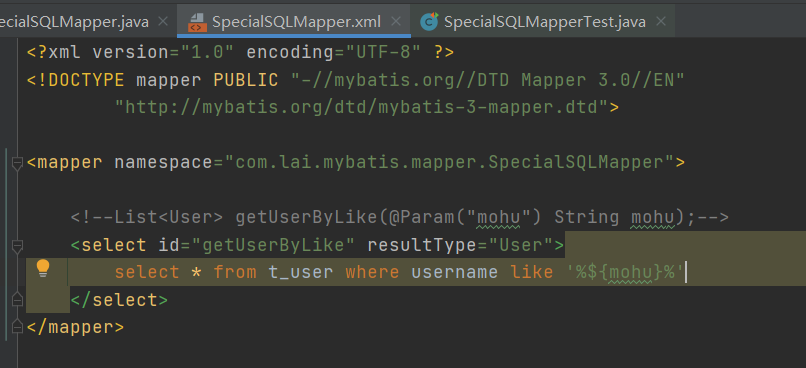 ecialSQLMapper.java × SpecialSQLMapper.xml × SpecialSQLMapperTest.java ×
<?xml version="1.0" encoding="UTF-8" ?>
<!DOCTYPE mapper PUBLIC "-//mybatis.org//DTD Mapper 3.0//EN"
"http://mybatis.org/dtd/mybatis-3-mapper.dtd">
<mapper namespace="com.lai.mybatis.mapper.SpecialSQLMapper">
<!--List<User> getUserByLike(@Param("mohu") String mohu);-->
<select id="getUserByLike" resultType="User">
select * from t_user where username like '%${mohu}%'
</select>
</mapper>